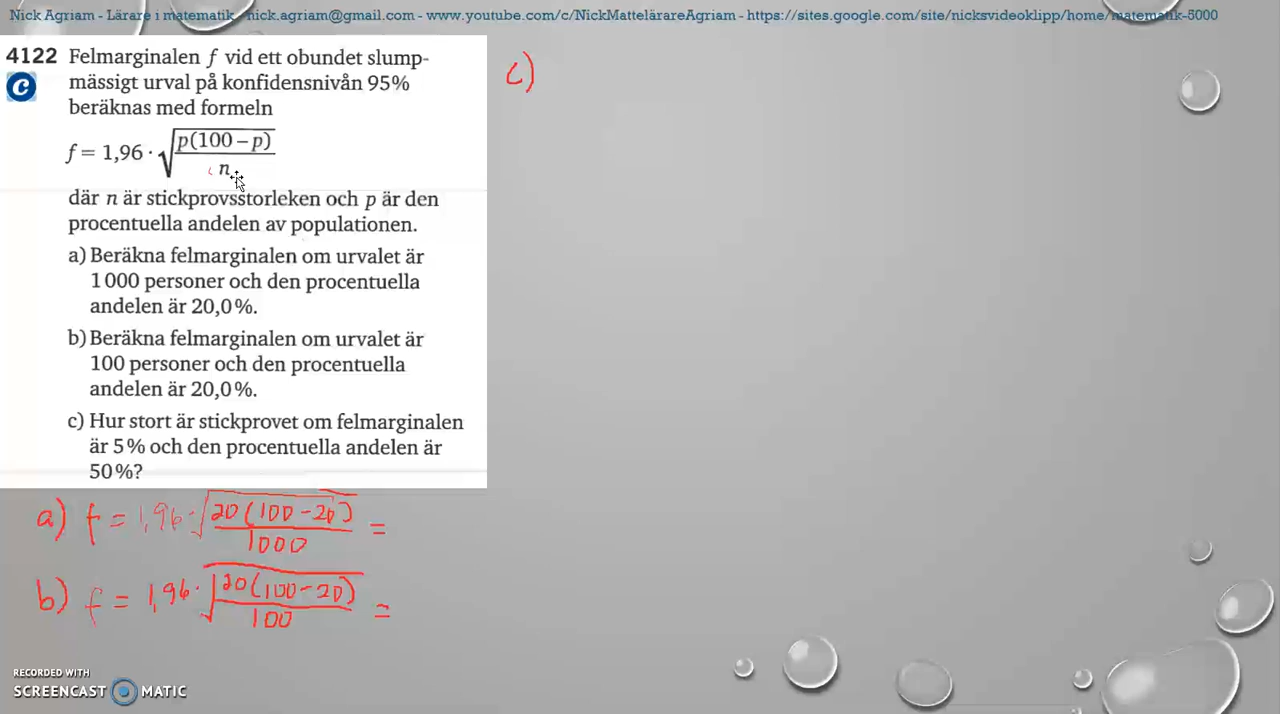 Nick Agriam - Lärare i matematik - nick.agriam@gmail.com - www.youtube.com/c/NickMattelärareAgriam - https://sites.google.com/site/nicksvideoklipp/home/matematik-5000
4122 Felmarginalen f vid ett obundet slump-
C mässigt urval på konfidensnivån 95%
beräknas med formeln
f = 1,96 · √(p(100 – p) / n)
där n är stickprovsstorleken och p är den
procentuella andelen av populationen.
a) Beräkna felmarginalen om urvalet är
1 000 personer och den procentuella
andelen är 20,0 %.
b) Beräkna felmarginalen om urvalet är
100 personer och den procentuella
andelen är 20,0 %.
c) Hur stort är stickprovet om felmarginalen
är 5 % och den procentuella andelen är
50 %?
a) f = 1,96 · √(20(100-20) / 1000) =
b) f = 1,96 · √(20(100-20) / 100) =
c)
RECORDED WITH
SCREENCAST MATIC